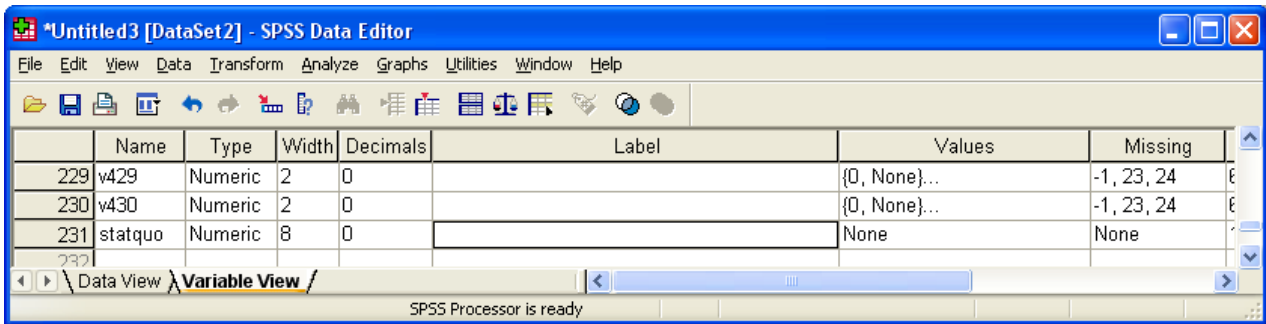 *Untitled3 [DataSet2] - SPSS Data Editor
File Edit View Data Transform Analyze Graphs Utilities Window Help
Name Type Width Decimals Label Values Missing
229 v429 Numeric 2 0 {0, None}... -1, 23, 24
230 v430 Numeric 2 0 {0, None}... -1, 23, 24
231 statquo Numeric 8 0 None None
232
Data View Variable View
SPSS Processor is ready